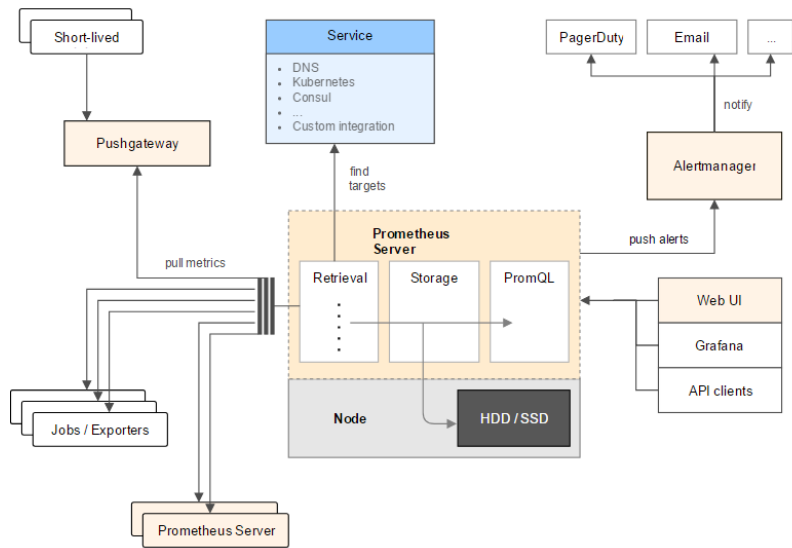 Short-lived
Service
• DNS
• Kubernetes
• Consul
• ...
• Custom integration
PagerDuty
Email
...
notify
Pushgateway
Alertmanager
find
targets
Prometheus
Server
push alerts
pull metrics
Retrieval
Storage
PromQL
Web UI
Grafana
API clients
Node
HDD / SSD
Jobs / Exporters
Prometheus Server